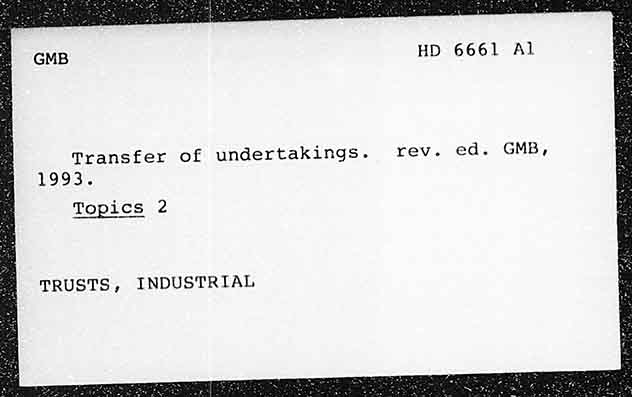 GMB HD 6661 A1
Transfer of undertakings. rev. ed. GMB,
1993.
Topics 2
TRUSTS, INDUSTRIAL